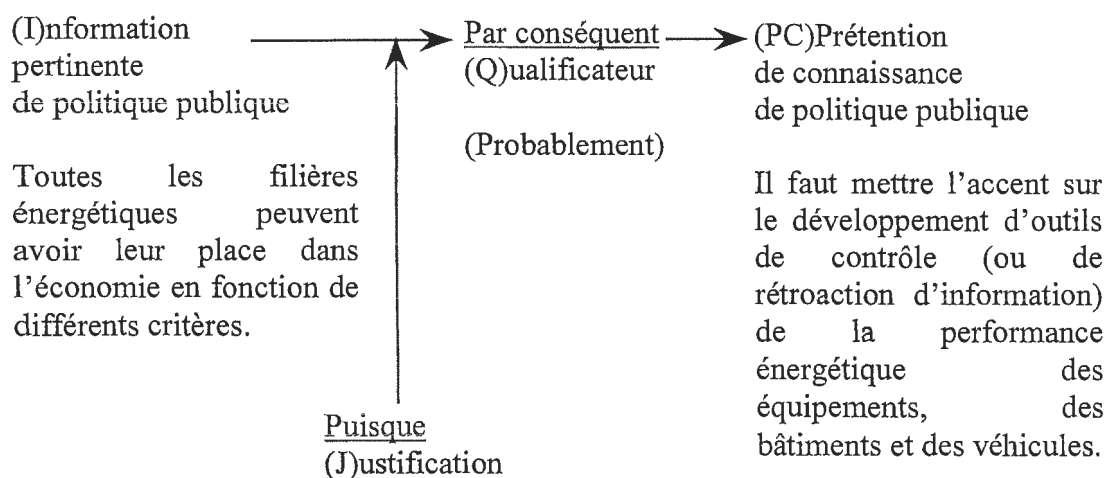 (I)nformation
pertinente
de politique publique
Toutes les filières
énergétiques peuvent
avoir leur place dans
l'économie en fonction de
différents critères.
Par conséquent
(Q)ualificateur
(Probablement)
(PC)Prétention
de connaissance
de politique publique
Il faut mettre l'accent sur
le développement d'outils
de contrôle (ou de
rétroaction d'information)
de la performance
énergétique des
équipements, des
bâtiments et des véhicules.
Puisque
(J)ustification